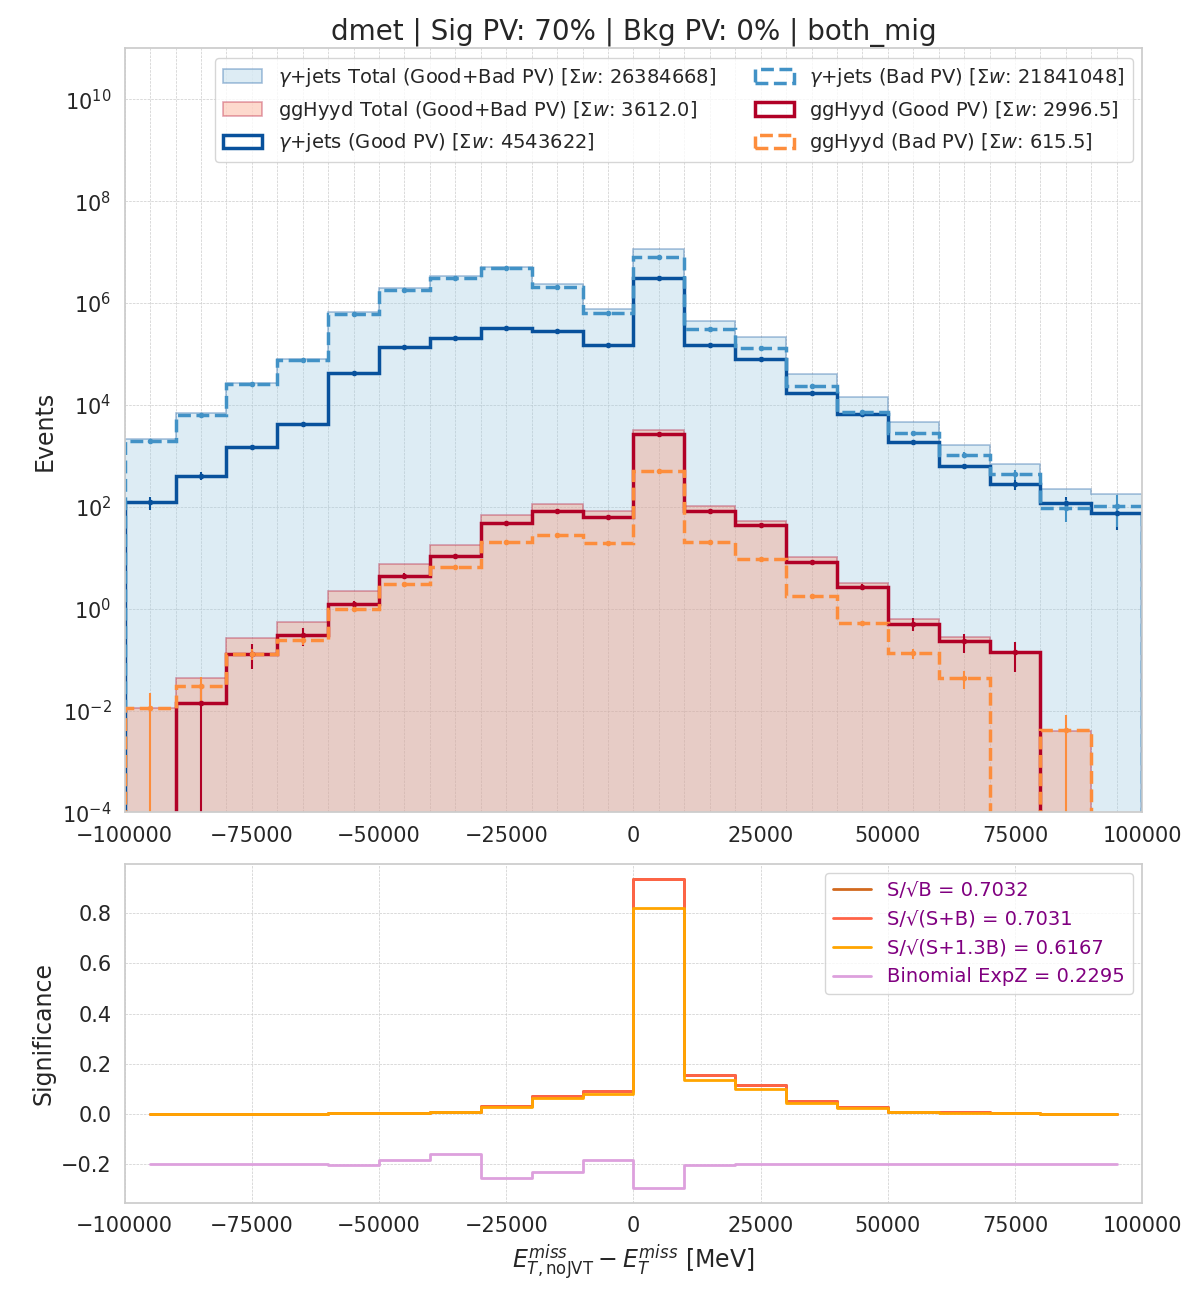 dmet | Sig PV: 70% | Bkg PV: 0% | both_mig
γ+jets Total (Good+Bad PV) [Σw: 26384668]
ggHyyd Total (Good+Bad PV) [Σw: 3612.0]
γ+jets (Good PV) [Σw: 4543622]
γ+jets (Bad PV) [Σw: 21841048]
ggHyyd (Good PV) [Σw: 2996.5]
ggHyyd (Bad PV) [Σw: 615.5]
Events
10^10
10^8
10^6
10^4
10^2
10^0
10^−2
10^−4
−100000 −75000 −50000 −25000 0 25000 50000 75000 100000
S/√B = 0.7032
S/√(S+B) = 0.7031
S/√(S+1.3B) = 0.6167
Binomial ExpZ = 0.2295
Significance
0.8
0.6
0.4
0.2
0.0
−0.2
−100000 −75000 −50000 −25000 0 25000 50000 75000 100000
E_{T,noJVT}^{miss} − E_T^{miss} [MeV]